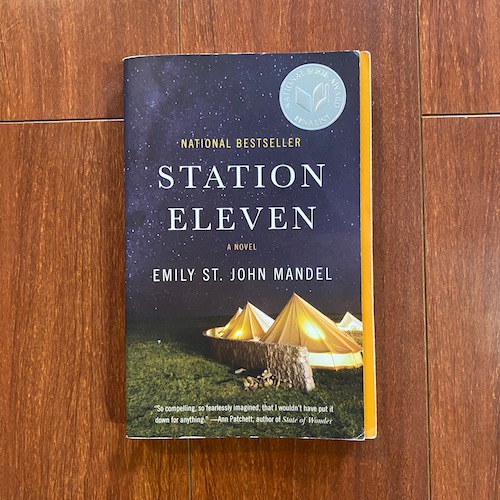 NATIONAL BOOK AWARD
FINALIST
NATIONAL BESTSELLER
STATION
ELEVEN
A NOVEL
EMILY ST. JOHN MANDEL
"So compelling, so fearlessly imagined, that I wouldn't have put it
down for anything." —Ann Patchett, author of State of Wonder